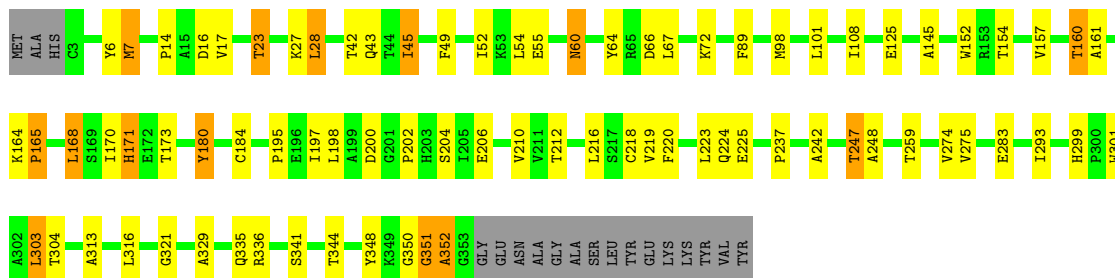 MET ALA HIS C3 Y6 M7 P14 A15 D16 V17 T23 K27 L28 T42 Q43 T44 I45 F49 I52 K53 L54 E55 N60 Y64 R65 D66 L67 K72 F89 M98 L101 I108 E125 A145 W152 R153 T154 V157 T160 A161
K164 P165 L168 S169 I170 H171 E172 T173 Y180 C184 P195 E196 I197 L198 A199 D200 G201 P202 H203 S204 I205 E206 V210 V211 T212 L216 S217 C218 V219 F220 L223 Q224 E225 P237 A242 T247 A248 T259 V274 V275 E283 I293 H299 P300 W301
A302 L303 T304 A313 L316 G321 A329 Q335 R336 S341 T344 Y348 K349 G350 G351 A352 G353 GLY GLU ASN ALA GLY ALA SER LEU TYR GLU LYS LYS TYR VAL TYR